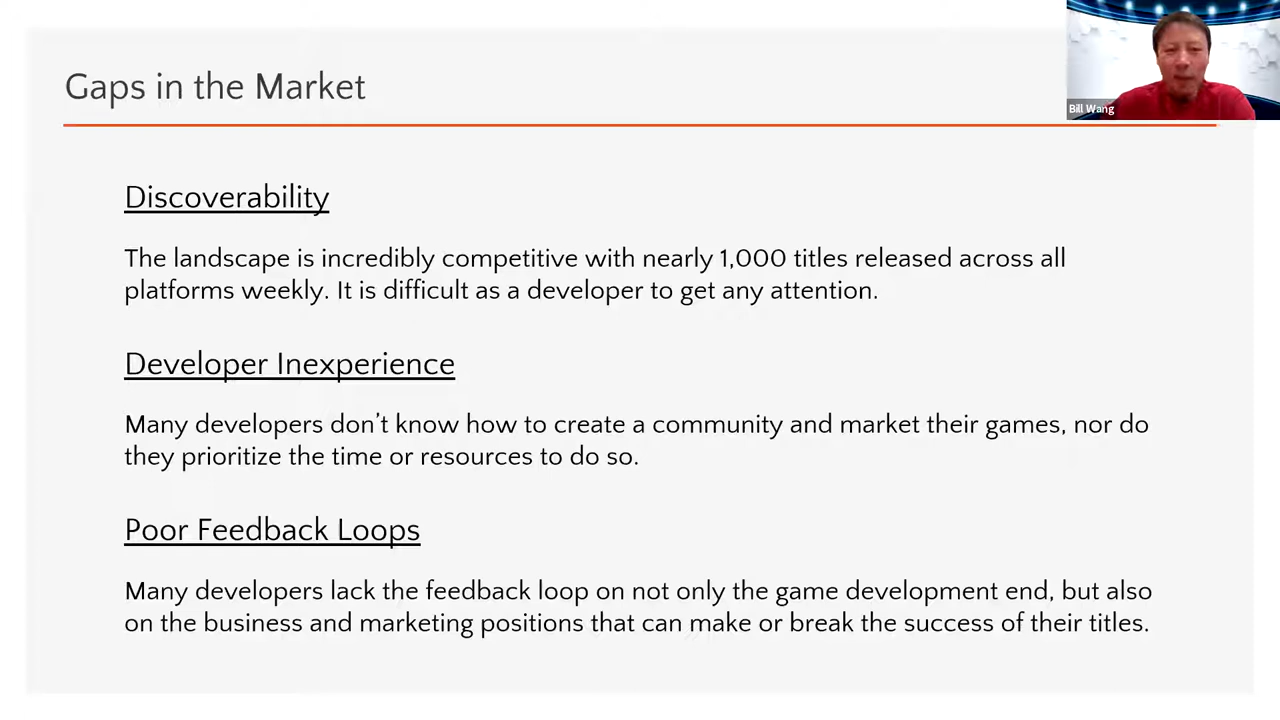 Gaps in the Market
Bill Wang
Discoverability
The landscape is incredibly competitive with nearly 1,000 titles released across all
platforms weekly. It is difficult as a developer to get any attention.
Developer Inexperience
Many developers don’t know how to create a community and market their games, nor do
they prioritize the time or resources to do so.
Poor Feedback Loops
Many developers lack the feedback loop on not only the game development end, but also
on the business and marketing positions that can make or break the success of their titles.